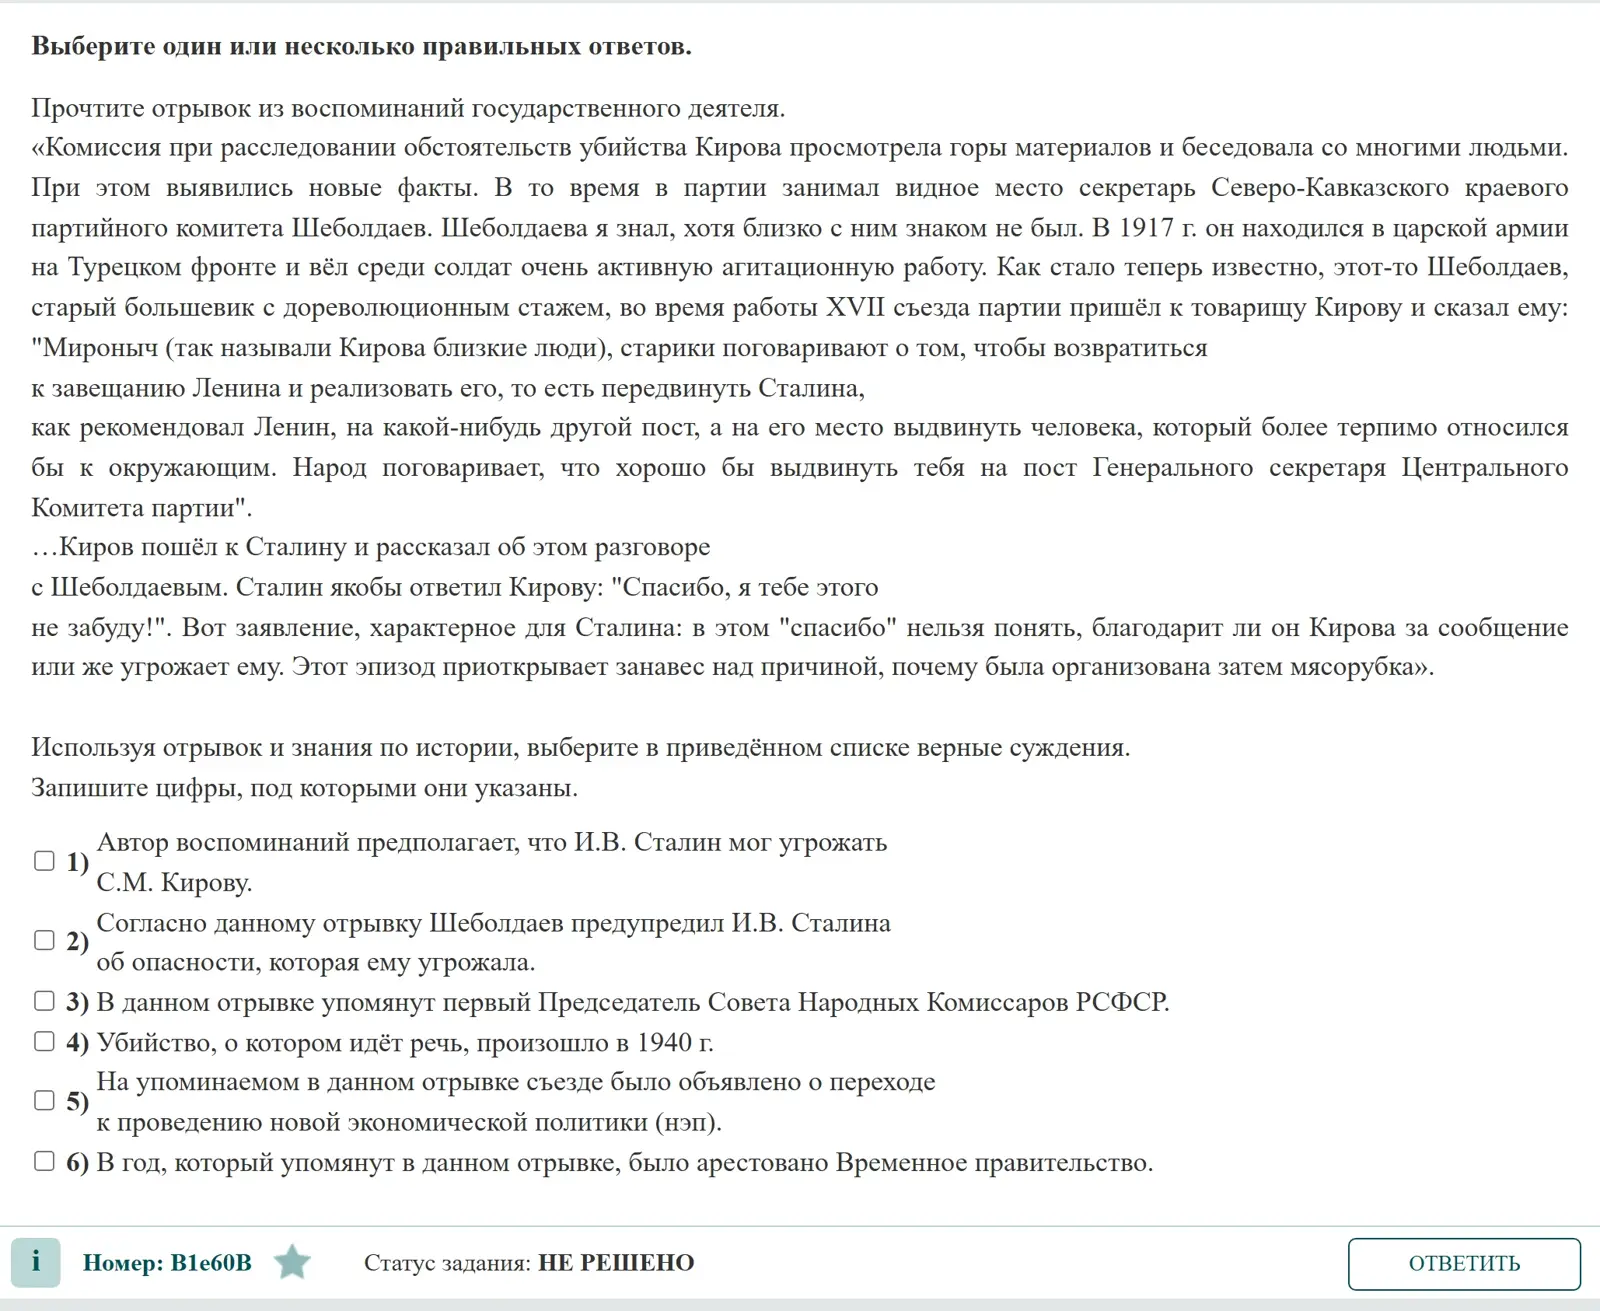 Выберите один или несколько правильных ответов.
Прочтите отрывок из воспоминаний государственного деятеля.
«Комиссия при расследовании обстоятельств убийства Кирова просмотрела горы материалов и беседовала со многими людьми.
При этом выявились новые факты. В то время в партии занимал видное место секретарь Северо-Кавказского краевого
партийного комитета Шеболдаев. Шеболдаева я знал, хотя близко с ним знаком не был. В 1917 г. он находился в царской армии
на Турецком фронте и вёл среди солдат очень активную агитационную работу. Как стало теперь известно, этот-то Шеболдаев,
старый большевик с дореволюционным стажем, во время работы XVII съезда партии пришёл к товарищу Кирову и сказал ему:
"Мироныч (так называли Кирова близкие люди), старики поговаривают о том, чтобы возвратиться
к завещанию Ленина и реализовать его, то есть передвинуть Сталина,
как рекомендовал Ленин, на какой-нибудь другой пост, а на его место выдвинуть человека, который более терпимо относился
бы к окружающим. Народ поговаривает, что хорошо бы выдвинуть тебя на пост Генерального секретаря Центрального
Комитета партии".
…Киров пошёл к Сталину и рассказал об этом разговоре
с Шеболдаевым. Сталин якобы ответил Кирову: "Спасибо, я тебе этого
не забуду!". Вот заявление, характерное для Сталина: в этом "спасибо" нельзя понять, благодарит ли он Кирова за сообщение
или же угрожает ему. Этот эпизод приоткрывает занавес над причиной, почему была организована затем мясорубка».
Используя отрывок и знания по истории, выберите в приведённом списке верные суждения.
Запишите цифры, под которыми они указаны.
1) Автор воспоминаний предполагает, что И.В. Сталин мог угрожать
С.М. Кирову.
2) Согласно данному отрывку Шеболдаев предупредил И.В. Сталина
об опасности, которая ему угрожала.
3) В данном отрывке упомянут первый Председатель Совета Народных Комиссаров РСФСР.
4) Убийство, о котором идёт речь, произошло в 1940 г.
5) На упоминаемом в данном отрывке съезде было объявлено о переходе
к проведению новой экономической политики (нэп).
6) В год, который упомянут в данном отрывке, было арестовано Временное правительство.
i Номер: B1e60B Статус задания: НЕ РЕШЕНО ОТВЕТИТЬ